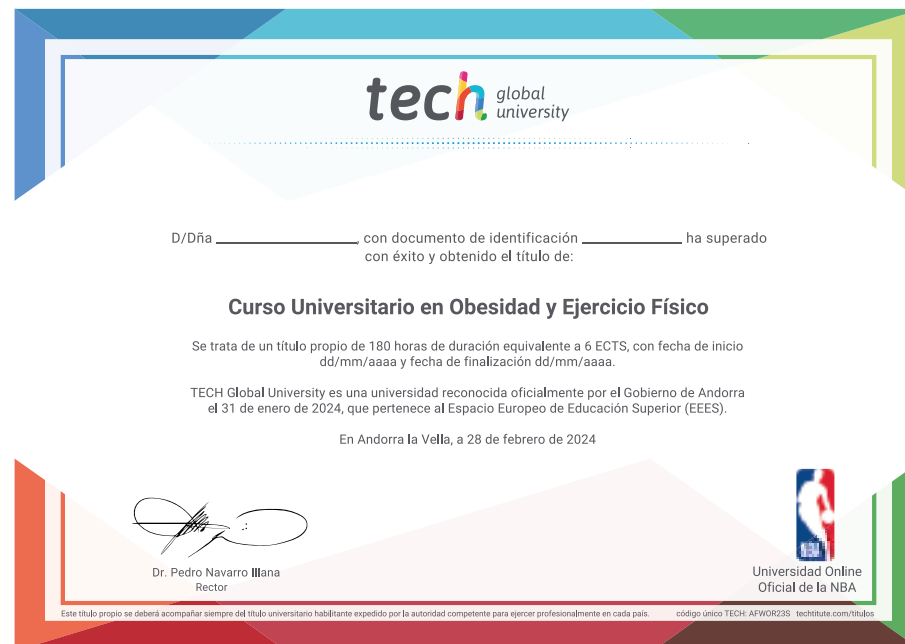 tech global university
D/Dña , con documento de identificación ha superado
con éxito y obtenido el título de:
Curso Universitario en Obesidad y Ejercicio Físico
Se trata de un título propio de 180 horas de duración equivalente a 6 ECTS, con fecha de inicio
dd/mm/aaaa y fecha de finalización dd/mm/aaaa.
TECH Global University es una universidad reconocida oficialmente por el Gobierno de Andorra
el 31 de enero de 2024, que pertenece al Espacio Europeo de Educación Superior (EEES).
En Andorra la Vella, a 28 de febrero de 2024
Dr. Pedro Navarro Illana
Rector
NBA
Universidad Online
Oficial de la NBA
Este título propio se deberá acompañar siempre del título universitario habilitante expedido por la autoridad competente para ejercer profesionalmente en cada país.
código único TECH: AFWOR23S techtitute.com/titulos